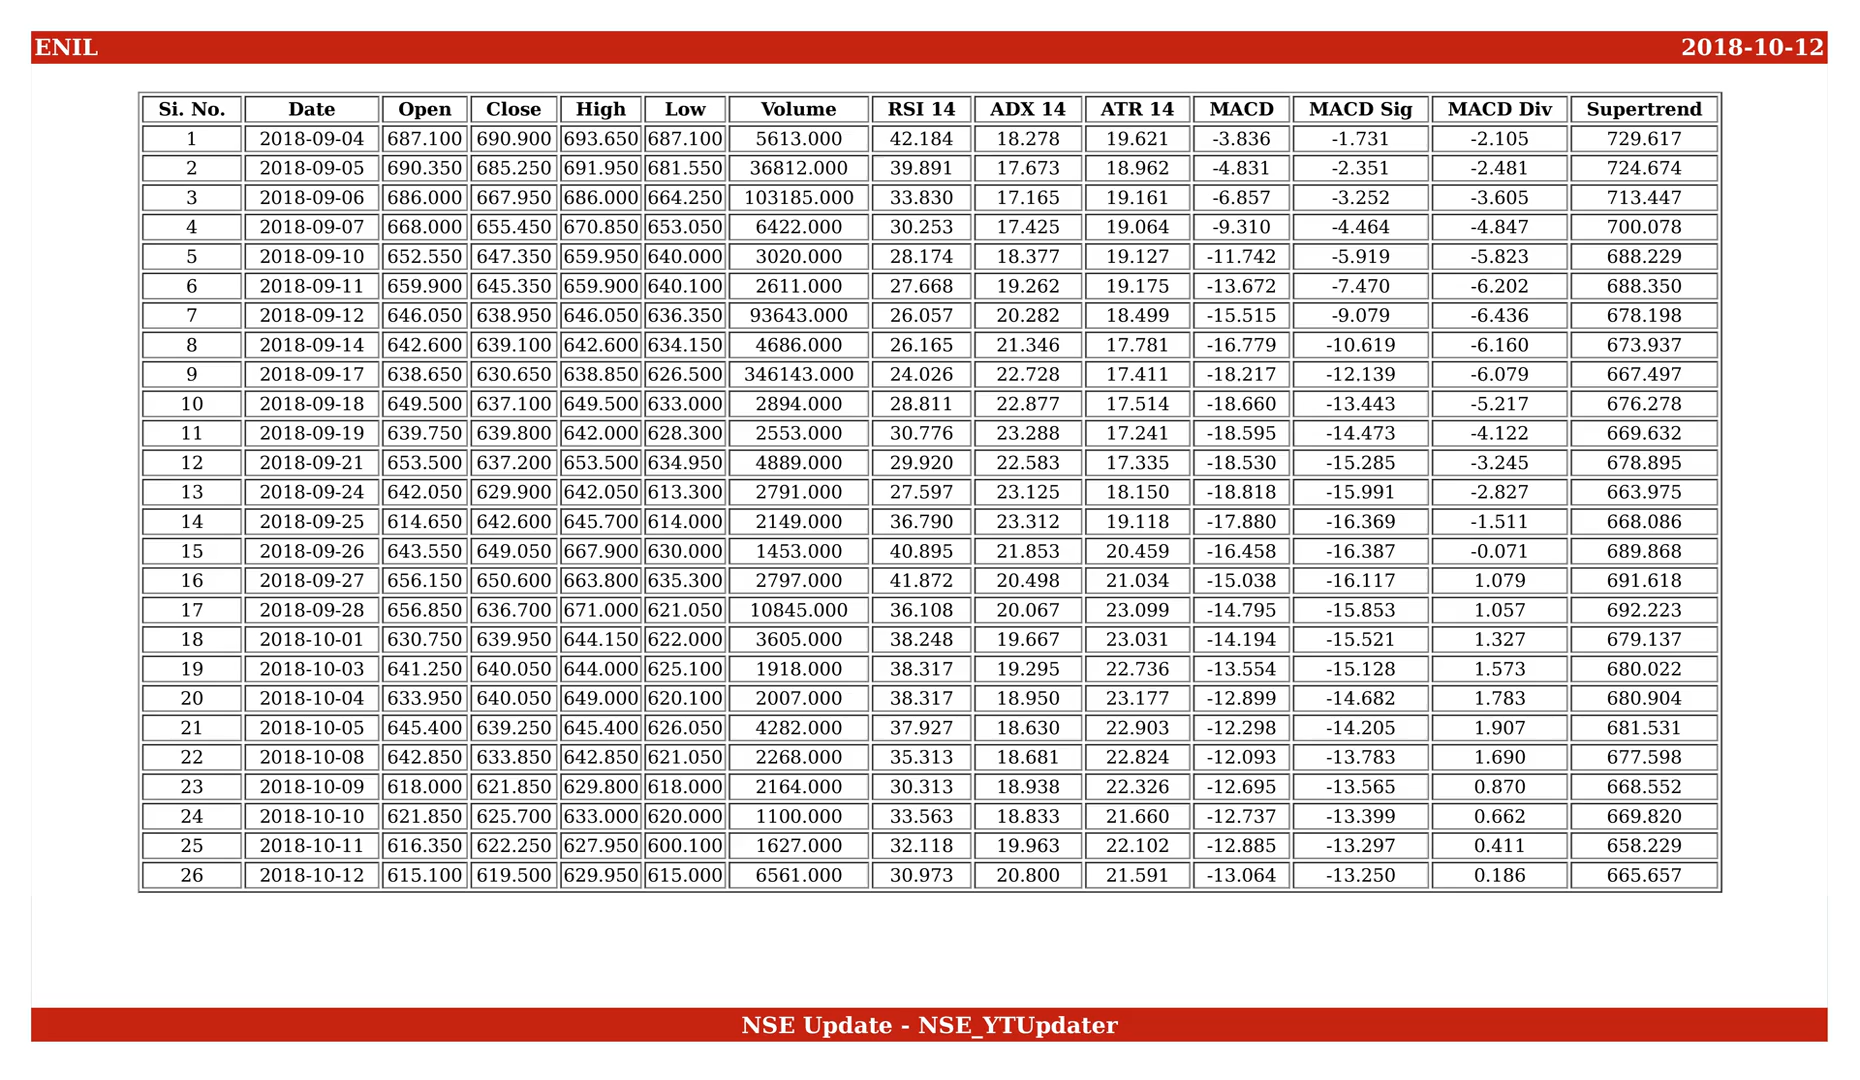 ENIL 2018-10-12
Si. No. Date Open Close High Low Volume RSI 14 ADX 14 ATR 14 MACD MACD Sig MACD Div Supertrend
1 2018-09-04 687.100 690.900 693.650 687.100 5613.000 42.184 18.278 19.621 -3.836 -1.731 -2.105 729.617
2 2018-09-05 690.350 685.250 691.950 681.550 36812.000 39.891 17.673 18.962 -4.831 -2.351 -2.481 724.674
3 2018-09-06 686.000 667.950 686.000 664.250 103185.000 33.830 17.165 19.161 -6.857 -3.252 -3.605 713.447
4 2018-09-07 668.000 655.450 670.850 653.050 6422.000 30.253 17.425 19.064 -9.310 -4.464 -4.847 700.078
5 2018-09-10 652.550 647.350 659.950 640.000 3020.000 28.174 18.377 19.127 -11.742 -5.919 -5.823 688.229
6 2018-09-11 659.900 645.350 659.900 640.100 2611.000 27.668 19.262 19.175 -13.672 -7.470 -6.202 688.350
7 2018-09-12 646.050 638.950 646.050 636.350 93643.000 26.057 20.282 18.499 -15.515 -9.079 -6.436 678.198
8 2018-09-14 642.600 639.100 642.600 634.150 4686.000 26.165 21.346 17.781 -16.779 -10.619 -6.160 673.937
9 2018-09-17 638.650 630.650 638.850 626.500 346143.000 24.026 22.728 17.411 -18.217 -12.139 -6.079 667.497
10 2018-09-18 649.500 637.100 649.500 633.000 2894.000 28.811 22.877 17.514 -18.660 -13.443 -5.217 676.278
11 2018-09-19 639.750 639.800 642.000 628.300 2553.000 30.776 23.288 17.241 -18.595 -14.473 -4.122 669.632
12 2018-09-21 653.500 637.200 653.500 634.950 4889.000 29.920 22.583 17.335 -18.530 -15.285 -3.245 678.895
13 2018-09-24 642.050 629.900 642.050 613.300 2791.000 27.597 23.125 18.150 -18.818 -15.991 -2.827 663.975
14 2018-09-25 614.650 642.600 645.700 614.000 2149.000 36.790 23.312 19.118 -17.880 -16.369 -1.511 668.086
15 2018-09-26 643.550 649.050 667.900 630.000 1453.000 40.895 21.853 20.459 -16.458 -16.387 -0.071 689.868
16 2018-09-27 656.150 650.600 663.800 635.300 2797.000 41.872 20.498 21.034 -15.038 -16.117 1.079 691.618
17 2018-09-28 656.850 636.700 671.000 621.050 10845.000 36.108 20.067 23.099 -14.795 -15.853 1.057 692.223
18 2018-10-01 630.750 639.950 644.150 622.000 3605.000 38.248 19.667 23.031 -14.194 -15.521 1.327 679.137
19 2018-10-03 641.250 640.050 644.000 625.100 1918.000 38.317 19.295 22.736 -13.554 -15.128 1.573 680.022
20 2018-10-04 633.950 640.050 649.000 620.100 2007.000 38.317 18.950 23.177 -12.899 -14.682 1.783 680.904
21 2018-10-05 645.400 639.250 645.400 626.050 4282.000 37.927 18.630 22.903 -12.298 -14.205 1.907 681.531
22 2018-10-08 642.850 633.850 642.850 621.050 2268.000 35.313 18.681 22.824 -12.093 -13.783 1.690 677.598
23 2018-10-09 618.000 621.850 629.800 618.000 2164.000 30.313 18.938 22.326 -12.695 -13.565 0.870 668.552
24 2018-10-10 621.850 625.700 633.000 620.000 1100.000 33.563 18.833 21.660 -12.737 -13.399 0.662 669.820
25 2018-10-11 616.350 622.250 627.950 600.100 1627.000 32.118 19.963 22.102 -12.885 -13.297 0.411 658.229
26 2018-10-12 615.100 619.500 629.950 615.000 6561.000 30.973 20.800 21.591 -13.064 -13.250 0.186 665.657
NSE Update - NSE_YTUpdater